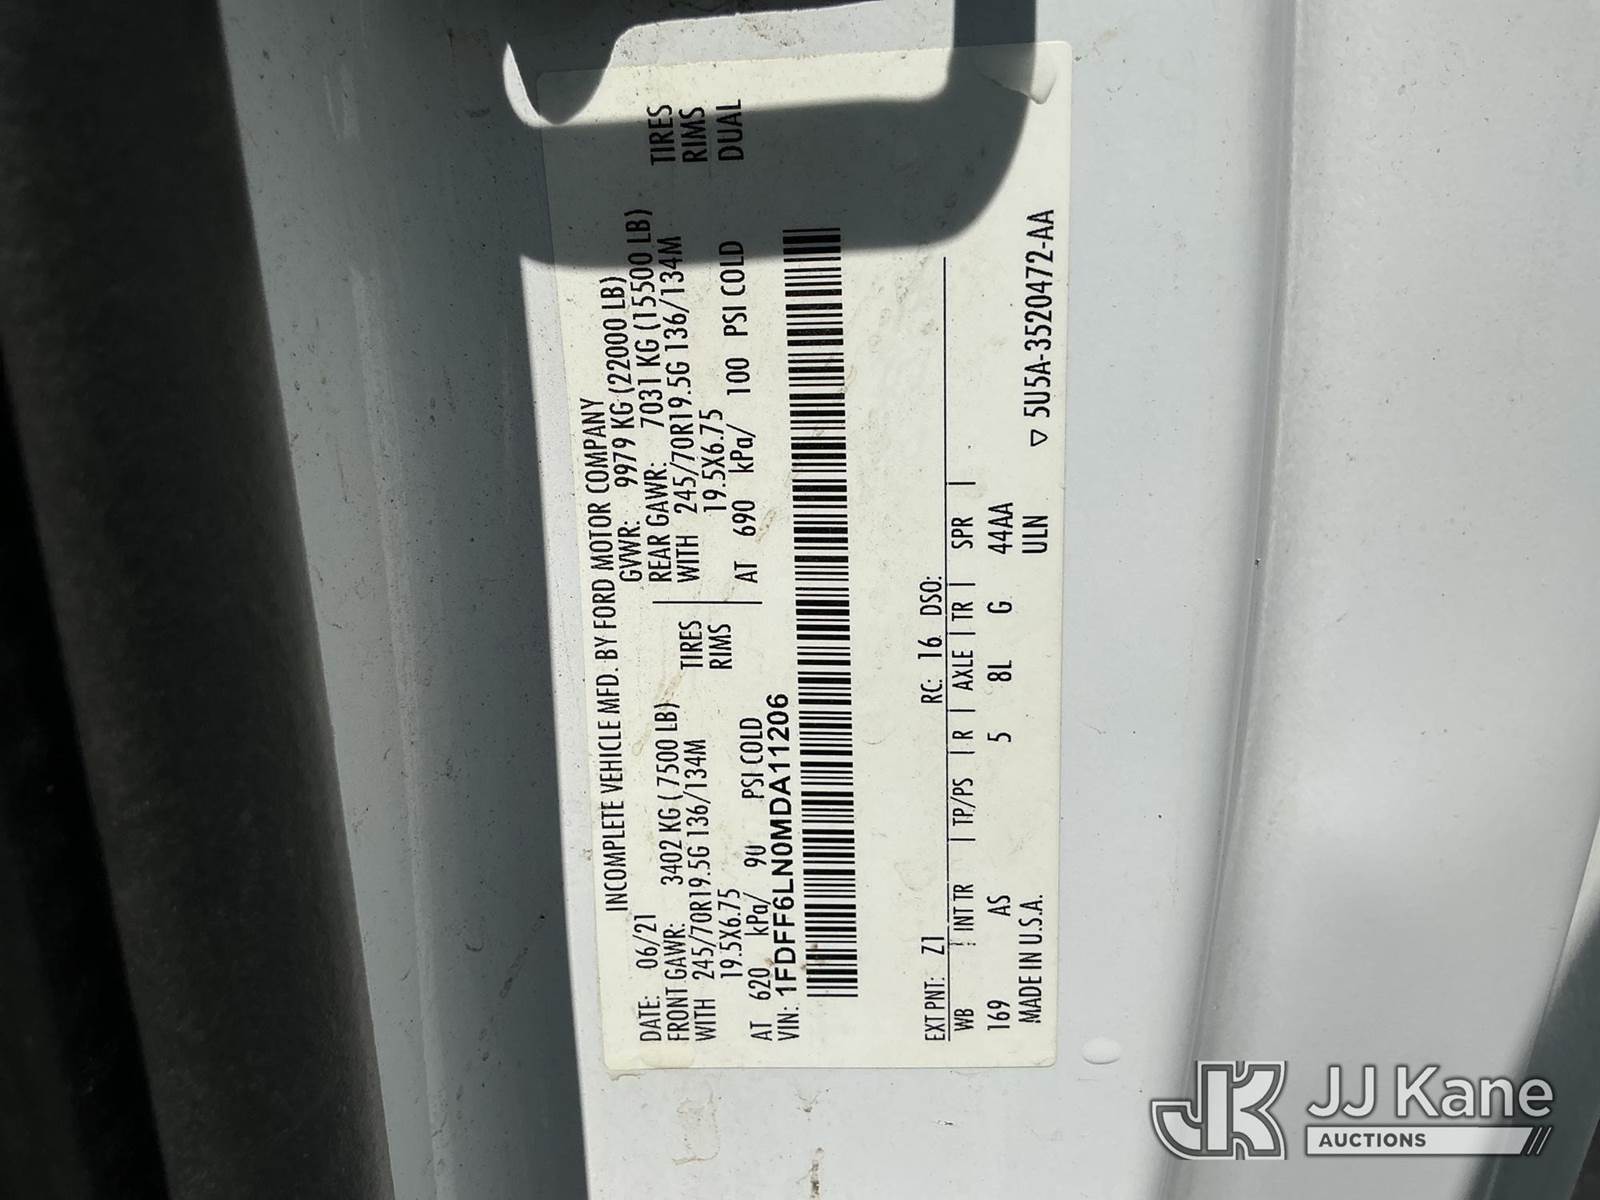 INCOMPLETE VEHICLE MFD. BY FORD MOTOR COMPANY
DATE: 06/21 GVWR: 9979 KG (22000 LB)
FRONT GAWR: 3402 KG (7500 LB) REAR GAWR: 7031 KG (15500 LB)
WITH 245/70R19.5G 136/134M TIRES WITH 245/70R19.5G 136/134M TIRES
19.5X6.75 RIMS 19.5X6.75 RIMS
AT 620 kPa/ 90 PSI COLD AT 690 kPa/ 100 PSI COLD DUAL
VIN: 1FDFF6LN0MDA11206
EXT PNT: Z1 RC: 16 DSO:
WB INT TR TP/PS R AXLE TR SPR
169 AS 5 8L G 44AA
MADE IN U.S.A. ULN ▽ 5U5A-3520472-AA
JK JJ Kane
AUCTIONS